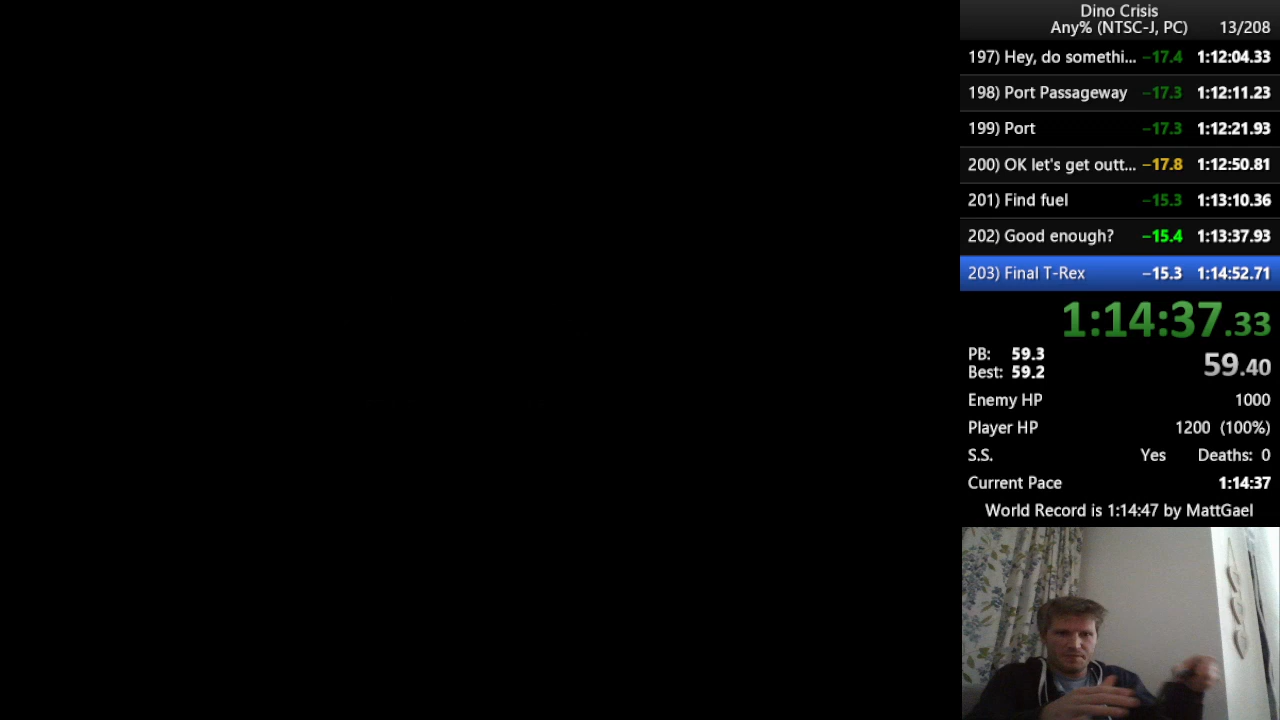 Dino Crisis
Any% (NTSC-J, PC) 13/208
197) Hey, do somethi... −17.4 1:12:04.33
198) Port Passageway −17.3 1:12:11.23
199) Port −17.3 1:12:21.93
200) OK let's get outt... −17.8 1:12:50.81
201) Find fuel −15.3 1:13:10.36
202) Good enough? −15.4 1:13:37.93
203) Final T-Rex −15.3 1:14:52.71
1:14:37.33
PB: 59.3
59.40
Best: 59.2
Enemy HP 1000
Player HP 1200 (100%)
S.S. Yes Deaths: 0
Current Pace 1:14:37
World Record is 1:14:47 by MattGael